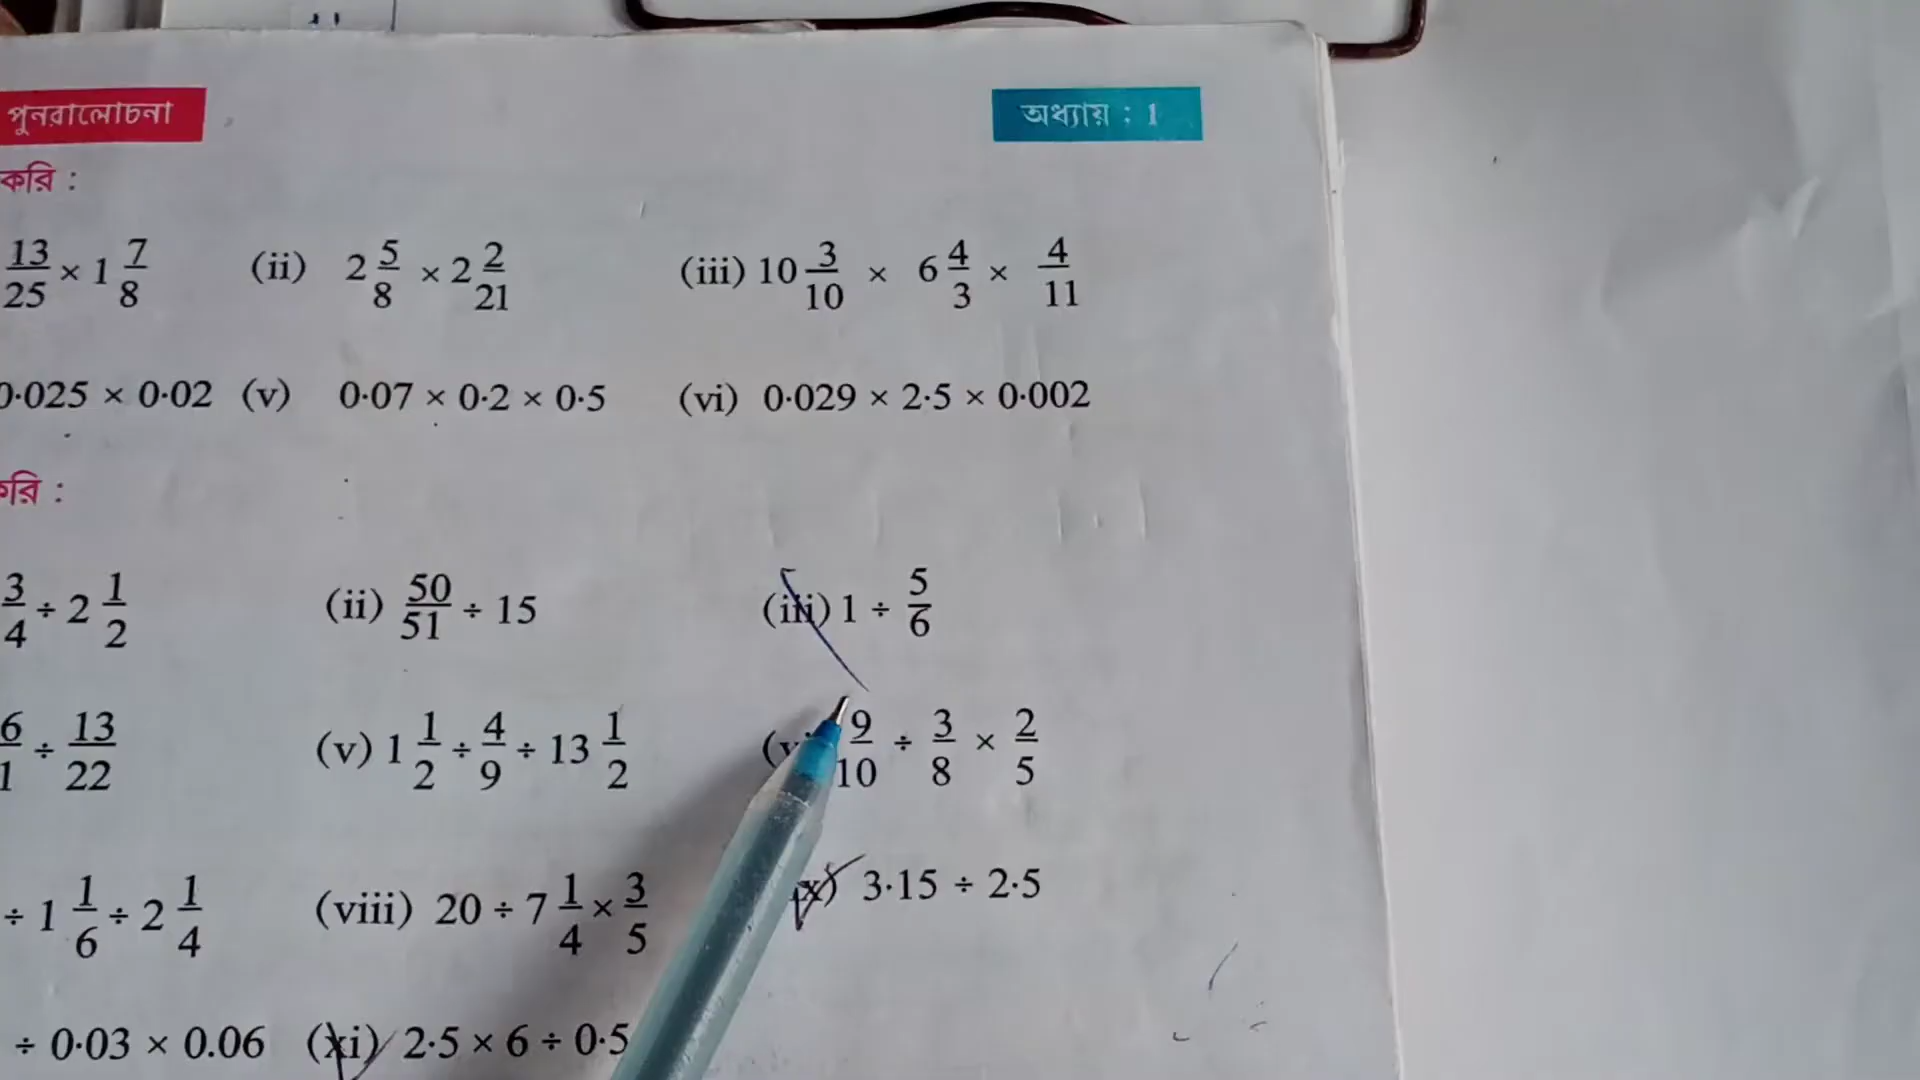 পুনরালোচনা অধ্যায় : 1
করি :
13/25 × 1 7/8 (ii) 2 5/8 × 2 2/21 (iii) 10 3/10 × 6 4/3 × 4/11
0·025 × 0·02 (v) 0·07 × 0·2 × 0·5 (vi) 0·029 × 2·5 × 0·002
করি :
3/4 ÷ 2 1/2 (ii) 50/51 ÷ 15 (iii) 1 ÷ 5/6
6/1 ÷ 13/22 (v) 1 1/2 ÷ 4/9 ÷ 13 1/2 9/10 ÷ 3/8 × 2/5
÷ 1 1/6 ÷ 2 1/4 (viii) 20 ÷ 7 1/4 × 3/5 3·15 ÷ 2·5
÷ 0·03 × 0.06 (xi) 2·5 × 6 ÷ 0·5